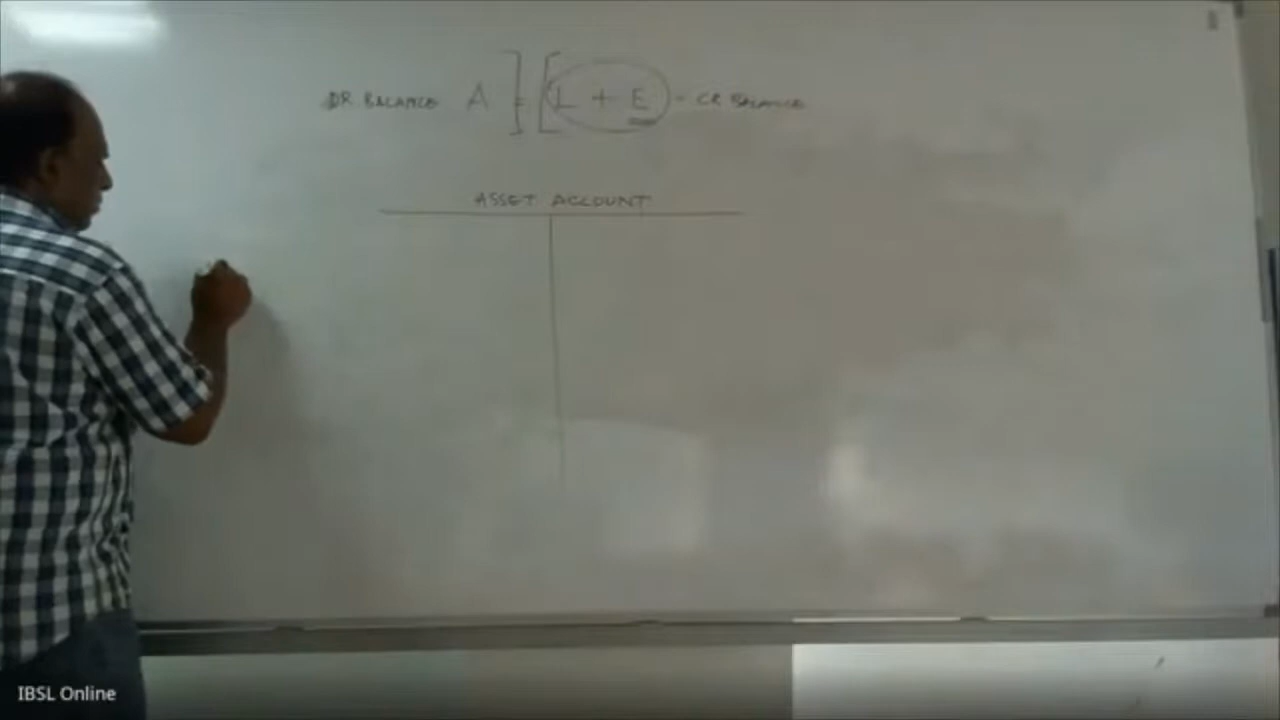 DR BALANCE A ] = [ L + E - CR BALANCE
ASSET ACCOUNT
IBSL Online